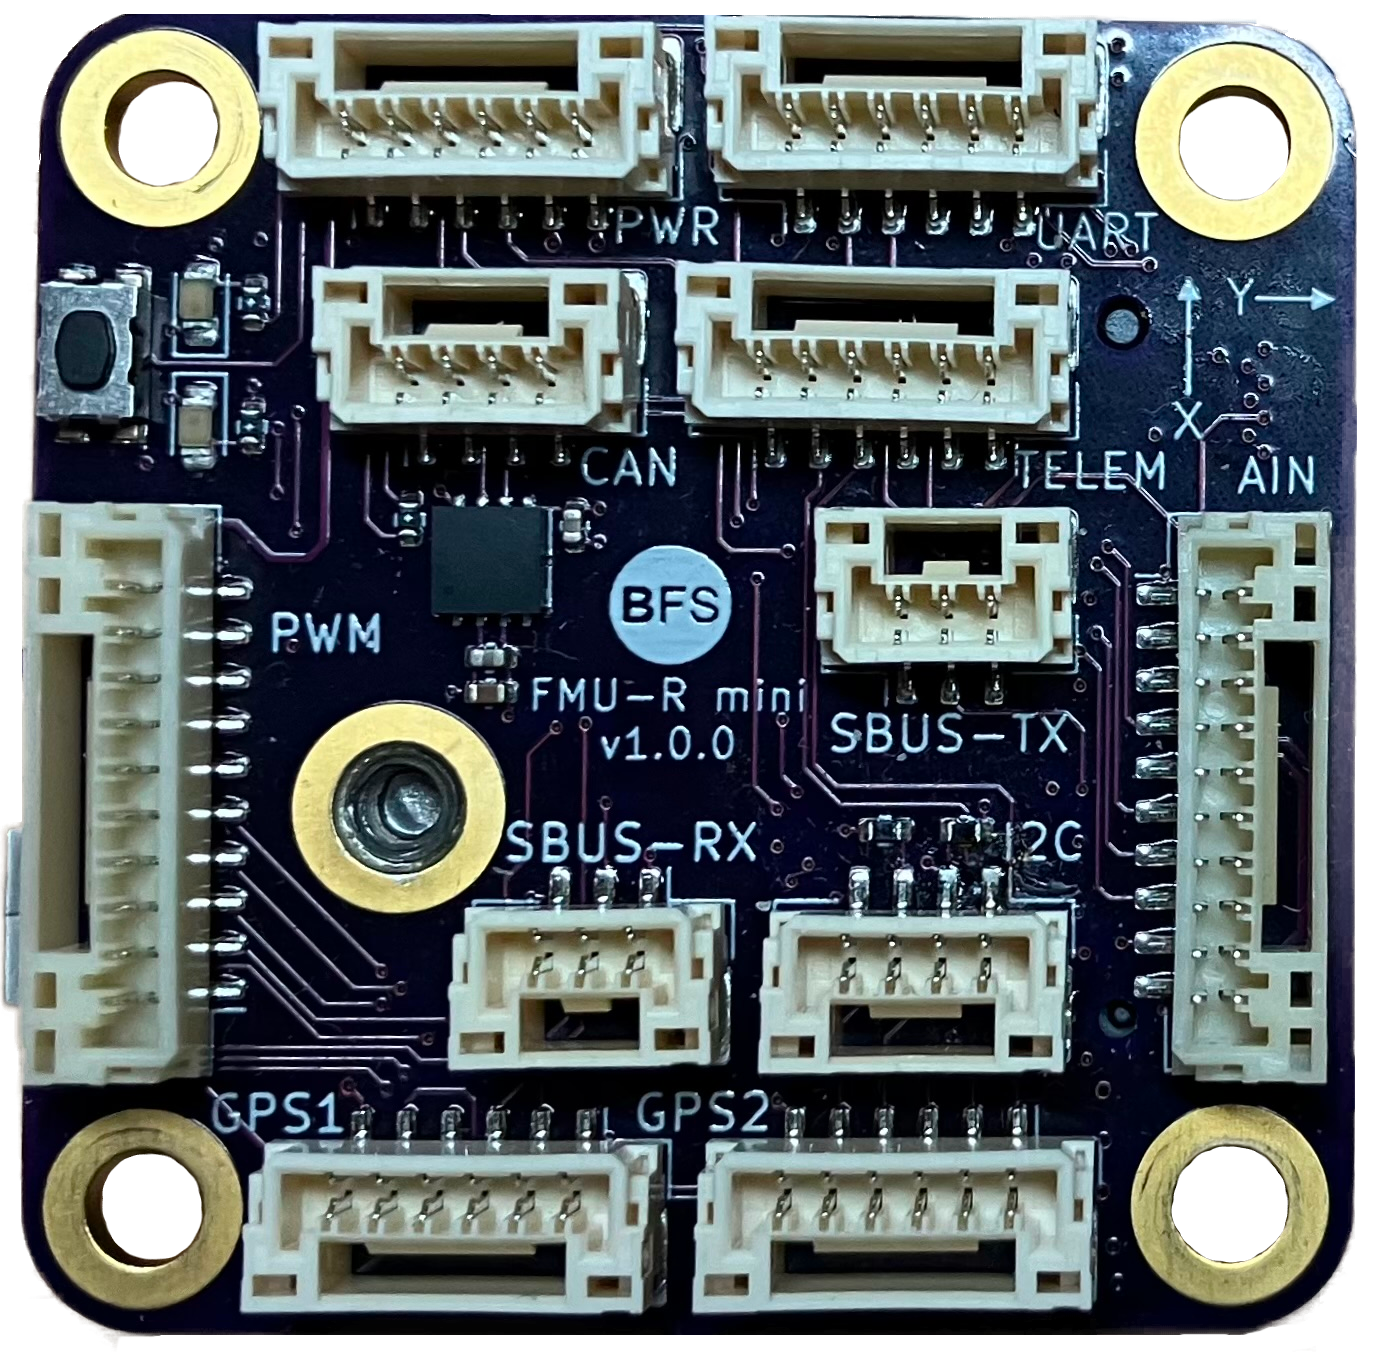 PWR
UART
Y
X
CAN
TELEM
AIN
PWM
BFS
FMU-R mini
v1.0.0
SBUS-TX
SBUS-RX
I2C
GPS1
GPS2